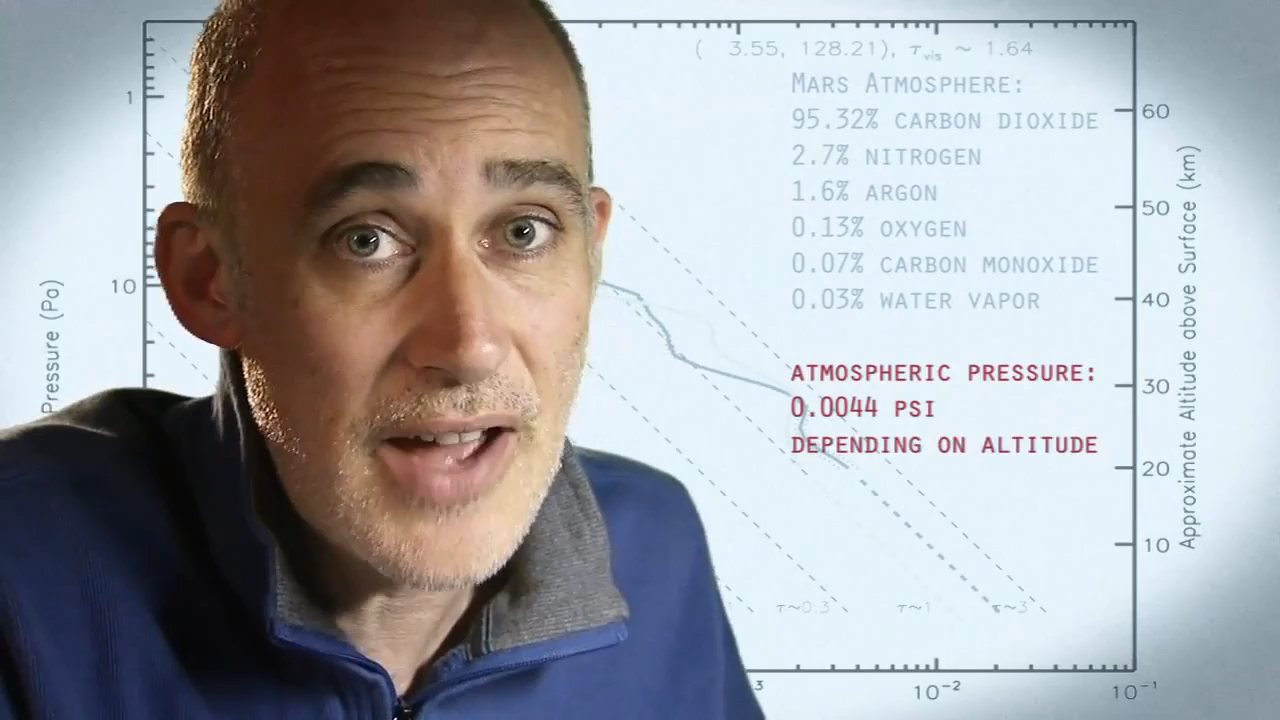 ( 3.55, 128.21), τvis ~ 1.64
MARS ATMOSPHERE:
95.32% CARBON DIOXIDE
2.7% NITROGEN
1.6% ARGON
0.13% OXYGEN
0.07% CARBON MONOXIDE
0.03% WATER VAPOR
ATMOSPHERIC PRESSURE:
0.0044 PSI
DEPENDING ON ALTITUDE
Pressure (Pa)
1
10
Approximate Altitude above Surface (km)
60
50
40
30
20
10
τ~0.3
τ~1
τ~3
3
10-2
10-1